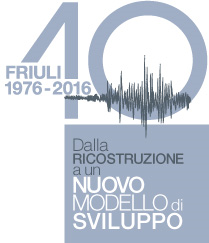 40
FRIULI
1976-2016
Dalla
RICOSTRUZIONE
a un
NUOVO
MODELLO di
SVILUPPO